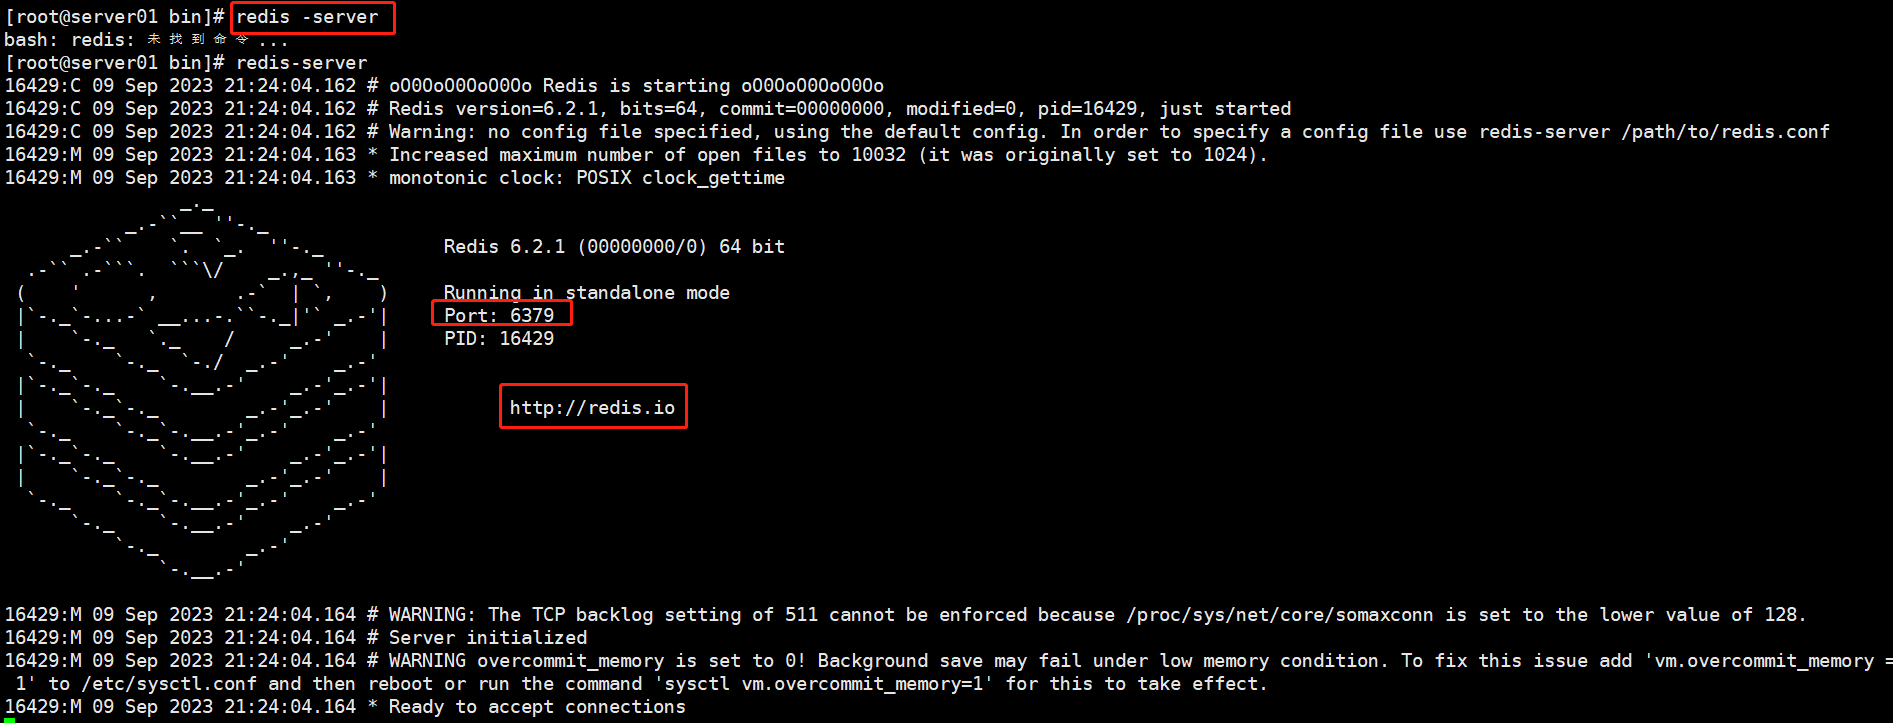 [root@server01 bin]# redis -server
bash: redis: 未找到命令...
[root@server01 bin]# redis-server
16429:C 09 Sep 2023 21:24:04.162 # oO0OoO0OoO0Oo Redis is starting oO0OoO0OoO0Oo
16429:C 09 Sep 2023 21:24:04.162 # Redis version=6.2.1, bits=64, commit=00000000, modified=0, pid=16429, just started
16429:C 09 Sep 2023 21:24:04.162 # Warning: no config file specified, using the default config. In order to specify a config file use redis-server /path/to/redis.conf
16429:M 09 Sep 2023 21:24:04.163 * Increased maximum number of open files to 10032 (it was originally set to 1024).
16429:M 09 Sep 2023 21:24:04.163 * monotonic clock: POSIX clock_gettime
Redis 6.2.1 (00000000/0) 64 bit
Running in standalone mode
Port: 6379
PID: 16429
http://redis.io
16429:M 09 Sep 2023 21:24:04.164 # WARNING: The TCP backlog setting of 511 cannot be enforced because /proc/sys/net/core/somaxconn is set to the lower value of 128.
16429:M 09 Sep 2023 21:24:04.164 # Server initialized
16429:M 09 Sep 2023 21:24:04.164 # WARNING overcommit_memory is set to 0! Background save may fail under low memory condition. To fix this issue add 'vm.overcommit_memory =
1' to /etc/sysctl.conf and then reboot or run the command 'sysctl vm.overcommit_memory=1' for this to take effect.
16429:M 09 Sep 2023 21:24:04.164 * Ready to accept connections